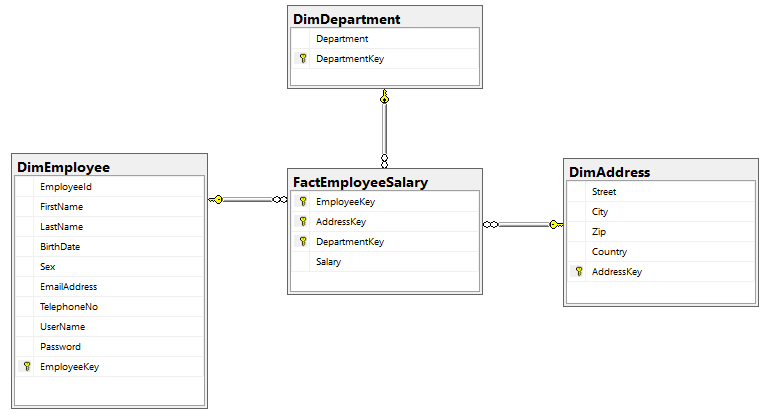 DimDepartment
Department
DepartmentKey
DimEmployee
EmployeeId
FirstName
LastName
BirthDate
Sex
EmailAddress
TelephoneNo
UserName
Password
EmployeeKey
FactEmployeeSalary
EmployeeKey
AddressKey
DepartmentKey
Salary
DimAddress
Street
City
Zip
Country
AddressKey